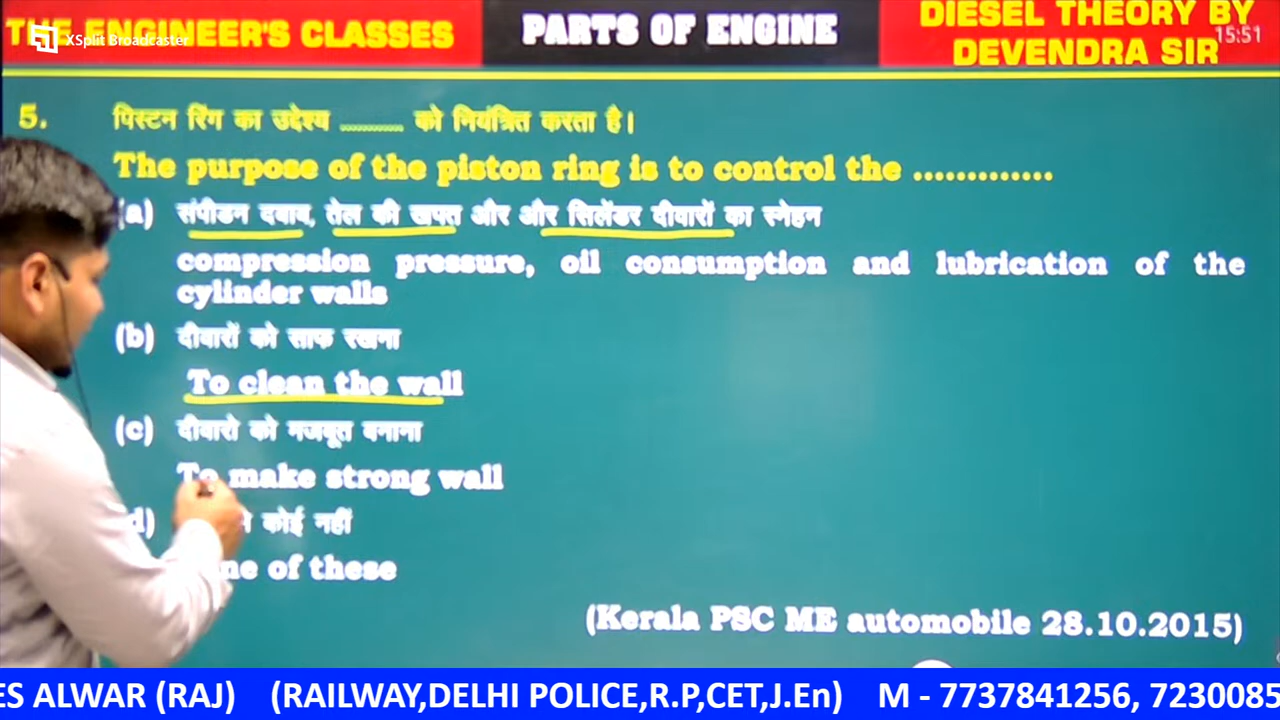 THE ENGINEER'S CLASSES
XSplit Broadcaster
PARTS OF ENGINE
DIESEL THEORY BY
DEVENDRA SIR
15:51
5. पिस्टन रिंग का उद्देश्य ............ को नियंत्रित करता है।
The purpose of the piston ring is to control the .............
(a) संपीडन दबाब, तेल की खपत और और सिलेंडर दीवारों का स्नेहन
compression pressure, oil consumption and lubrication of the
cylinder walls
(b) दीवारों को साफ रखना
To clean the wall
(c) दीवारो को मजबूत बनाना
To make strong wall
d) कोई नहीं
ne of these
(Kerala PSC ME automobile 28.10.2015)
ES ALWAR (RAJ) (RAILWAY,DELHI POLICE,R.P,CET,J.En) M - 7737841256, 7230085